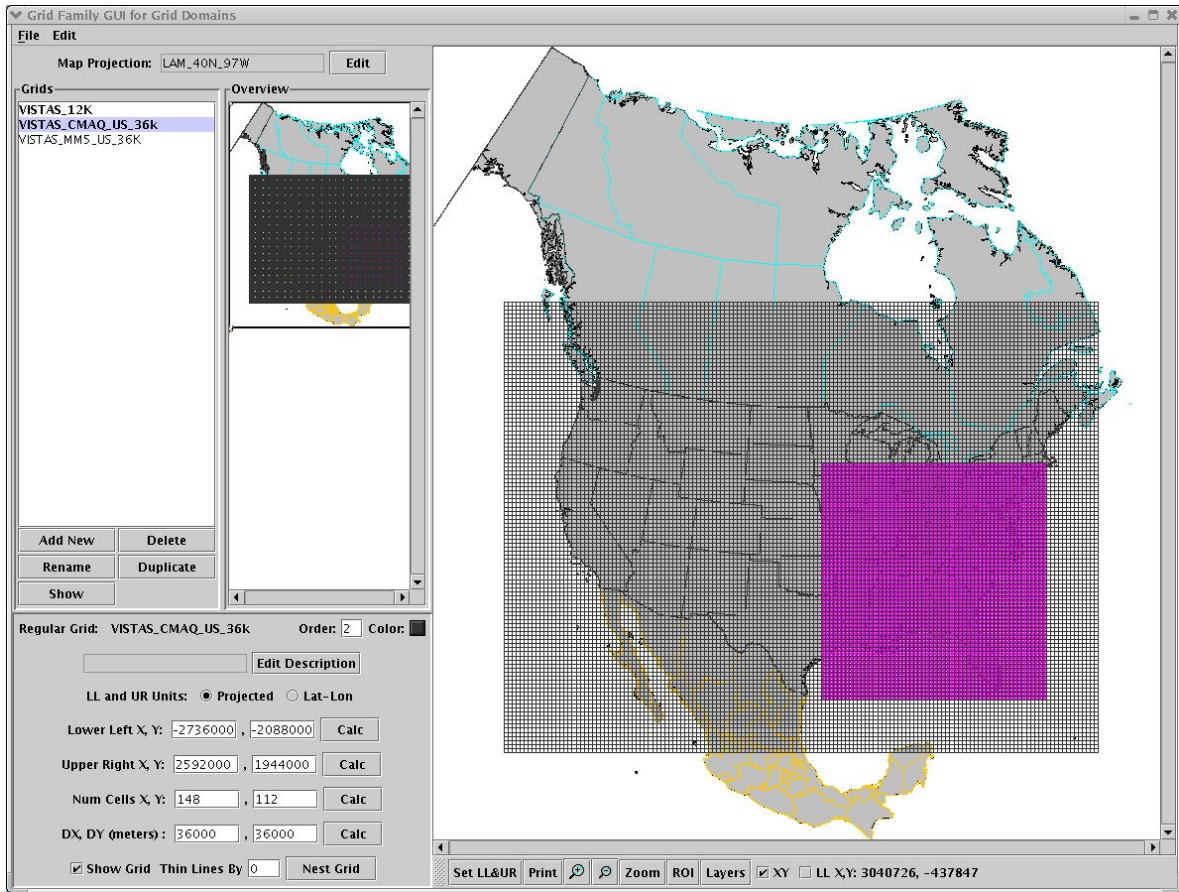 Grid Family GUI for Grid Domains
File Edit
Map Projection: LAM_40N_97W Edit
Grids
VISTAS_12K
VISTAS_CMAQ_US_36k
VISTAS_MM5_US_36K
Add New Delete
Rename Duplicate
Show
Overview
Regular Grid: VISTAS_CMAQ_US_36k Order: 2 Color:
Edit Description
LL and UR Units: Projected Lat-Lon
Lower Left X, Y: -2736000 , -2088000 Calc
Upper Right X, Y: 2592000 , 1944000 Calc
Num Cells X, Y: 148 , 112 Calc
DX, DY (meters) : 36000 , 36000 Calc
Show Grid Thin Lines By 0 Nest Grid
Set LL&UR Print Zoom ROI Layers XY LL X,Y: 3040726, -437847